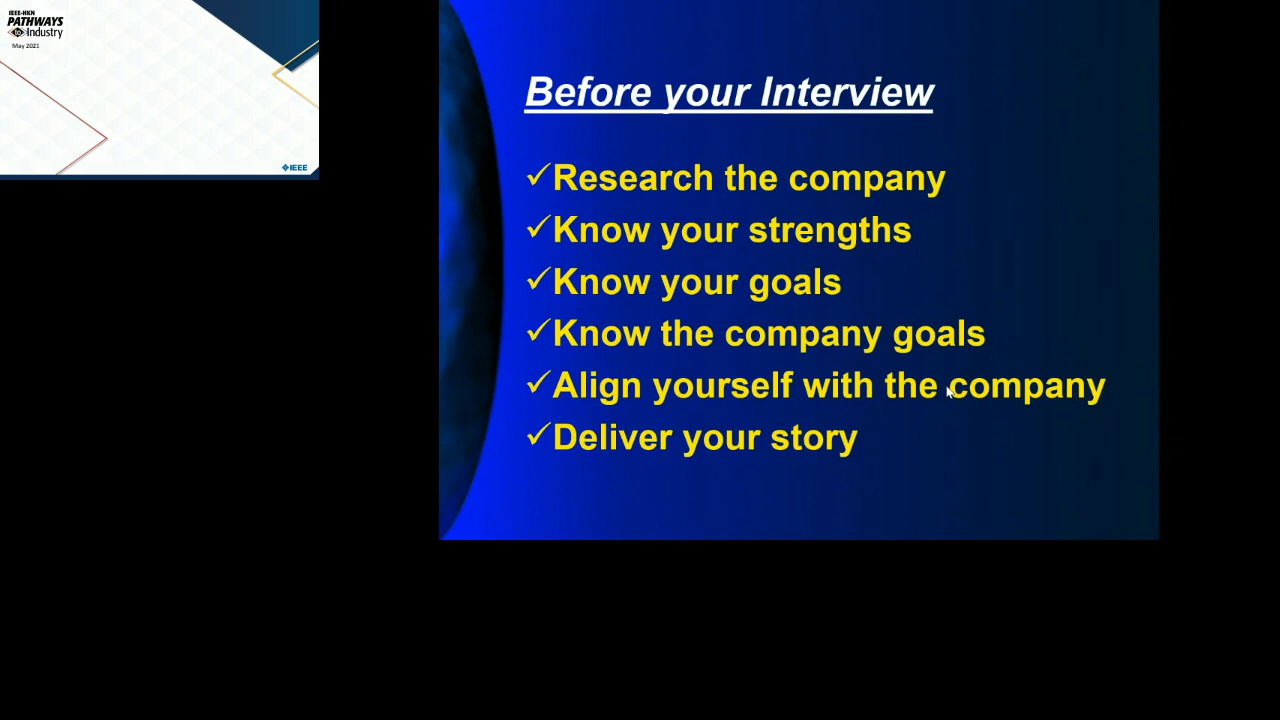 IEEE-HKN
PATHWAYS
to Industry
May 2021
IEEE
Before your Interview
✓Research the company
✓Know your strengths
✓Know your goals
✓Know the company goals
✓Align yourself with the company
✓Deliver your story